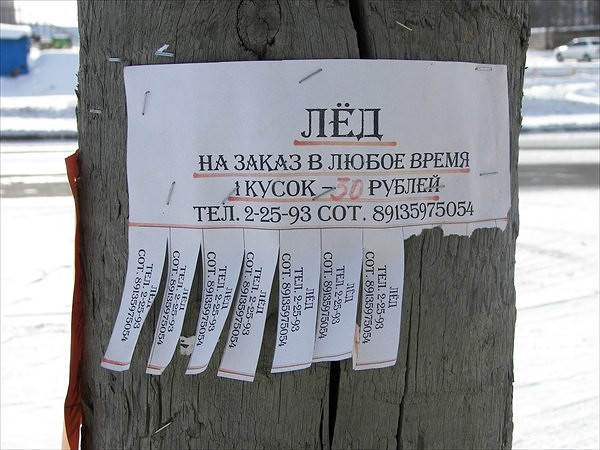 ЛЁД
НА ЗАКАЗ В ЛЮБОЕ ВРЕМЯ
1 КУСОК – 30 РУБЛЕЙ
ТЕЛ. 2-25-93 СОТ. 89135975054
ЛЁД
ТЕЛ. 2-25-93
СОТ. 89135975054
ЛЁД
ТЕЛ. 2-25-93
СОТ. 89135975054
ЛЁД
ТЕЛ. 2-25-93
СОТ. 89135975054
ЛЁД
ТЕЛ. 2-25-93
СОТ. 89135975054
ЛЁД
ТЕЛ. 2-25-93
СОТ. 89135975054
ЛЁД
ТЕЛ. 2-25-93
СОТ. 89135975054
ЛЁД
ТЕЛ. 2-25-93
СОТ. 89135975054